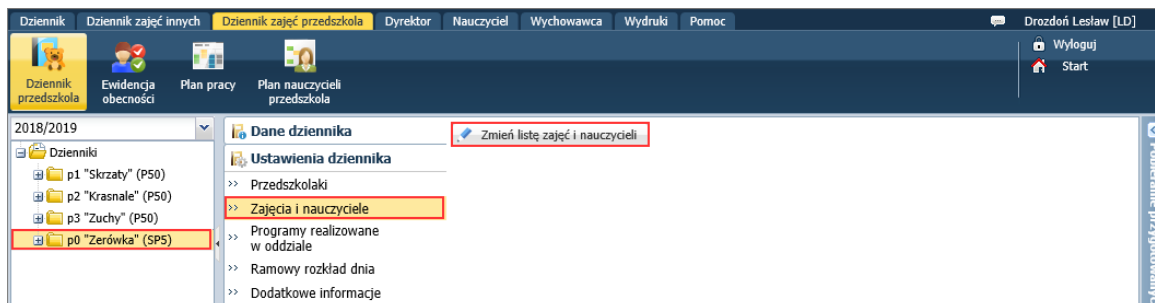 Dziennik Dziennik zajęć innych Dziennik zajęć przedszkola Dyrektor Nauczyciel Wychowawca Wydruki Pomoc Drozdoń Lesław [LD]
Wyloguj
Start
Dziennik przedszkola
Ewidencja obecności
Plan pracy
Plan nauczycieli przedszkola
2018/2019
Dzienniki
p1 "Skrzaty" (P50)
p2 "Krasnale" (P50)
p3 "Zuchy" (P50)
p0 "Zerówka" (SP5)
Dane dziennika
Ustawienia dziennika
>> Przedszkolaki
>> Zajęcia i nauczyciele
>> Programy realizowane
w oddziale
>> Ramowy rozkład dnia
>> Dodatkowe informacje
Zmień listę zajęć i nauczycieli